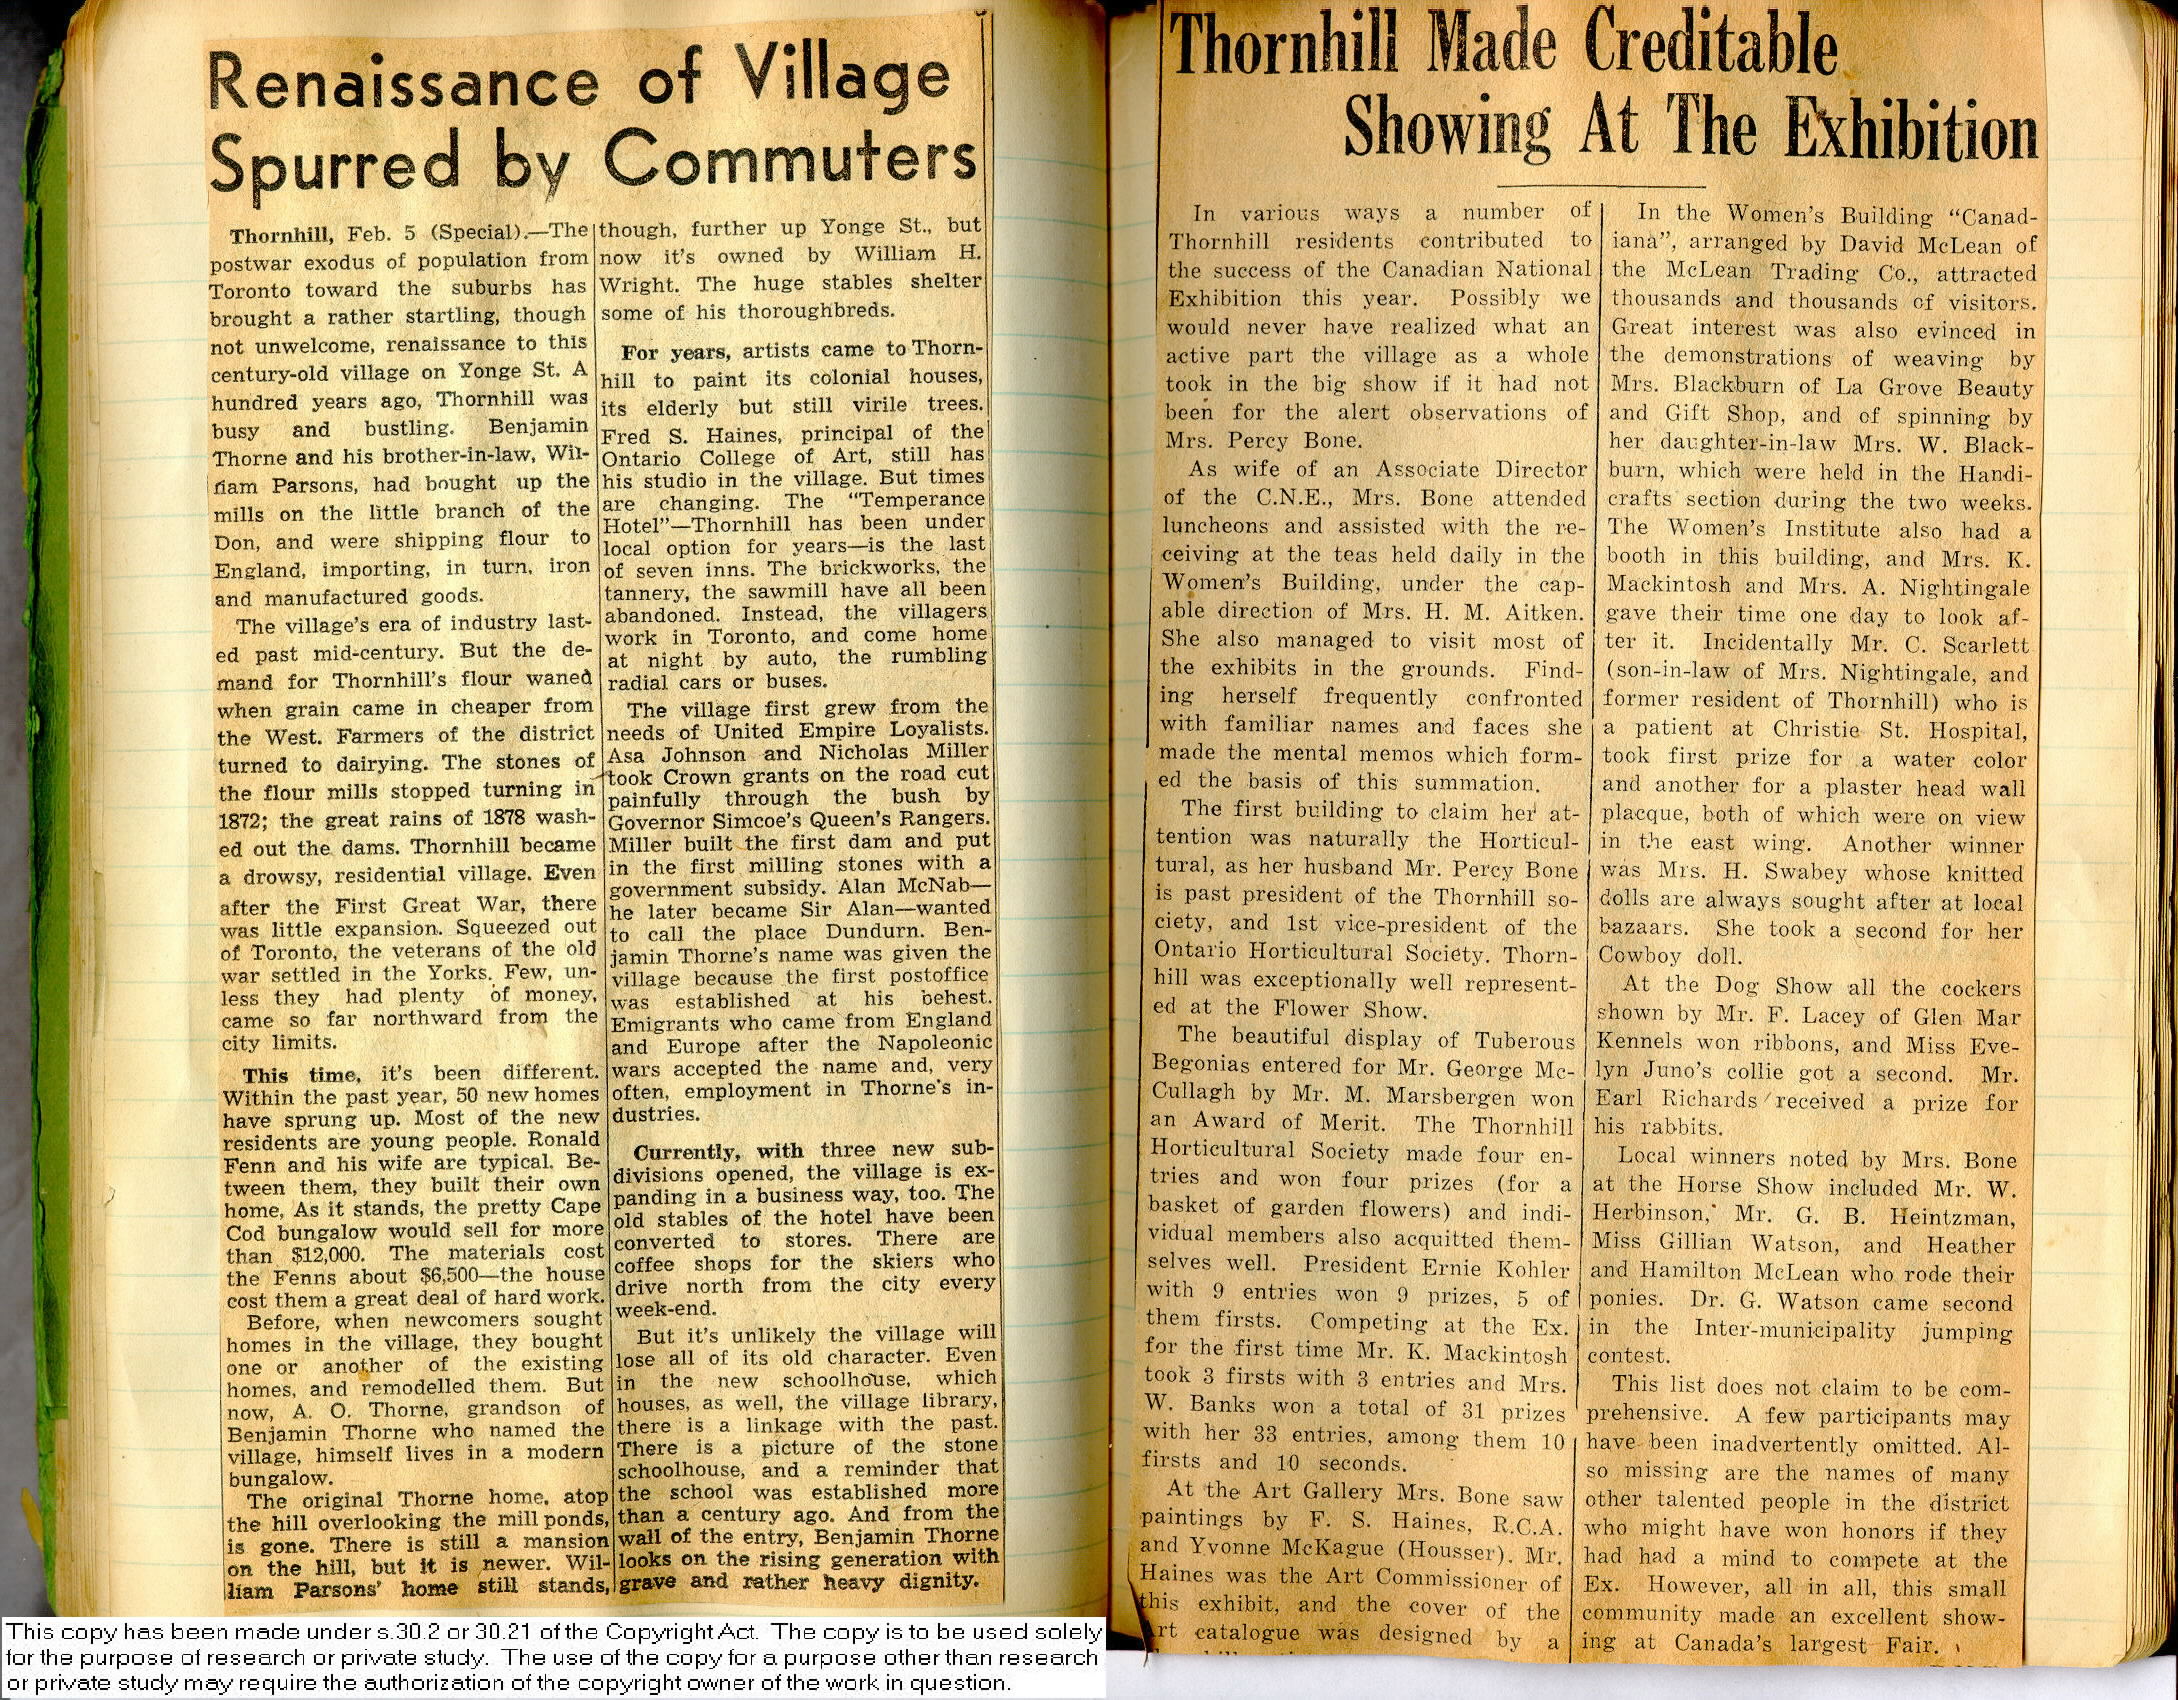 Renaissance of Village
Spurred by Commuters
Thornhill, Feb. 5 (Special).—The
postwar exodus of population from
Toronto toward the suburbs has
brought a rather startling, though
not unwelcome, renaissance to this
century-old village on Yonge St. A
hundred years ago, Thornhill was
busy and bustling. Benjamin
Thorne and his brother-in-law, Wil-
liam Parsons, had bought up the
mills on the little branch of the
Don, and were shipping flour to
England, importing, in turn, iron
and manufactured goods.
The village's era of industry last-
ed past mid-century. But the de-
mand for Thornhill's flour waned
when grain came in cheaper from
the West. Farmers of the district
turned to dairying. The stones of
the flour mills stopped turning in
1872; the great rains of 1878 wash-
ed out the dams. Thornhill became
a drowsy, residential village. Even
after the First Great War, there
was little expansion. Squeezed out
of Toronto, the veterans of the old
war settled in the Yorks. Few, un-
less they had plenty of money,
came so far northward from the
city limits.
This time, it's been different.
Within the past year, 50 new homes
have sprung up. Most of the new
residents are young people. Ronald
Fenn and his wife are typical. Be-
tween them, they built their own
home, As it stands, the pretty Cape
Cod bungalow would sell for more
than $12,000. The materials cost
the Fenns about $6,500—the house
cost them a great deal of hard work.
Before, when newcomers sought
homes in the village, they bought
one or another of the existing
homes, and remodelled them. But
now, A. O. Thorne, grandson of
Benjamin Thorne who named the
village, himself lives in a modern
bungalow.
The original Thorne home, atop
the hill overlooking the mill ponds,
is gone. There is still a mansion
on the hill, but it is newer. Wil-
liam Parsons' home still stands,
though, further up Yonge St., but
now it's owned by William H.
Wright. The huge stables shelter
some of his thoroughbreds.
For years, artists came to Thorn-
hill to paint its colonial houses,
its elderly but still virile trees.
Fred S. Haines, principal of the
Ontario College of Art, still has
his studio in the village. But times
are changing. The "Temperance
Hotel"—Thornhill has been under
local option for years—is the last
of seven inns. The brickworks, the
tannery, the sawmill have all been
abandoned. Instead, the villagers
work in Toronto, and come home
at night by auto, the rumbling
radial cars or buses.
The village first grew from the
needs of United Empire Loyalists.
Asa Johnson and Nicholas Miller
took Crown grants on the road cut
painfully through the bush by
Governor Simcoe's Queen's Rangers.
Miller built the first dam and put
in the first milling stones with a
government subsidy. Alan McNab—
he later became Sir Alan—wanted
to call the place Dundurn. Ben-
jamin Thorne's name was given the
village because the first postoffice
was established at his behest.
Emigrants who came from England
and Europe after the Napoleonic
wars accepted the name and, very
often, employment in Thorne's in-
dustries.
Currently, with three new sub-
divisions opened, the village is ex-
panding in a business way, too. The
old stables of the hotel have been
converted to stores. There are
coffee shops for the skiers who
drive north from the city every
week-end.
But it's unlikely the village will
lose all of its old character. Even
in the new schoolhouse, which
houses, as well, the village library,
there is a linkage with the past.
There is a picture of the stone
schoolhouse, and a reminder that
the school was established more
than a century ago. And from the
wall of the entry, Benjamin Thorne
looks on the rising generation with
grave and rather heavy dignity.
Thornhill Made Creditable
Showing At The Exhibition
In various ways a number of
Thornhill residents contributed to
the success of the Canadian National
Exhibition this year. Possibly we
would never have realized what an
active part the village as a whole
took in the big show if it had not
been for the alert observations of
Mrs. Percy Bone.
As wife of an Associate Director
of the C.N.E., Mrs. Bone attended
luncheons and assisted with the re-
ceiving at the teas held daily in the
Women's Building, under the cap-
able direction of Mrs. H. M. Aitken.
She also managed to visit most of
the exhibits in the grounds. Find-
ing herself frequently confronted
with familiar names and faces she
made the mental memos which form-
ed the basis of this summation.
The first building to claim her at-
tention was naturally the Horticul-
tural, as her husband Mr. Percy Bone
is past president of the Thornhill so-
ciety, and 1st vice-president of the
Ontario Horticultural Society. Thorn-
hill was exceptionally well represent-
ed at the Flower Show.
The beautiful display of Tuberous
Begonias entered for Mr. George Mc-
Cullagh by Mr. M. Marsbergen won
an Award of Merit. The Thornhill
Horticultural Society made four en-
tries and won four prizes (for a
basket of garden flowers) and indi-
vidual members also acquitted them-
selves well. President Ernie Kohler
with 9 entries won 9 prizes, 5 of
them firsts. Competing at the Ex.
for the first time Mr. K. Mackintosh
took 3 firsts with 3 entries and Mrs.
W. Banks won a total of 31 prizes
with her 33 entries, among them 10
firsts and 10 seconds.
At the Art Gallery Mrs. Bone saw
paintings by F. S. Haines, R.C.A.
and Yvonne McKague (Housser). Mr.
Haines was the Art Commissioner of
this exhibit, and the cover of the
Art catalogue was designed by a
In the Women's Building "Canad-
iana", arranged by David McLean of
the McLean Trading Co., attracted
thousands and thousands of visitors.
Great interest was also evinced in
the demonstrations of weaving by
Mrs. Blackburn of La Grove Beauty
and Gift Shop, and of spinning by
her daughter-in-law Mrs. W. Black-
burn, which were held in the Handi-
crafts section during the two weeks.
The Women's Institute also had a
booth in this building, and Mrs. K.
Mackintosh and Mrs. A. Nightingale
gave their time one day to look af-
ter it. Incidentally Mr. C. Scarlett
(son-in-law of Mrs. Nightingale, and
former resident of Thornhill) who is
a patient at Christie St. Hospital,
took first prize for a water color
and another for a plaster head wall
placque, both of which were on view
in the east wing. Another winner
was Mrs. H. Swabey whose knitted
dolls are always sought after at local
bazaars. She took a second for her
Cowboy doll.
At the Dog Show all the cockers
shown by Mr. F. Lacey of Glen Mar
Kennels won ribbons, and Miss Eve-
lyn Juno's collie got a second. Mr.
Earl Richards received a prize for
his rabbits.
Local winners noted by Mrs. Bone
at the Horse Show included Mr. W.
Herbinson, Mr. G. B. Heintzman,
Miss Gillian Watson, and Heather
and Hamilton McLean who rode their
ponies. Dr. G. Watson came second
in the Inter-municipality jumping
contest.
This list does not claim to be com-
prehensive. A few participants may
have been inadvertently omitted. Al-
so missing are the names of many
other talented people in the district
who might have won honors if they
had had a mind to compete at the
Ex. However, all in all, this small
community made an excellent show-
ing at Canada's largest Fair.
This copy has been made under s.30.2 or 30.21 of the Copyright Act. The copy is to be used solely
for the purpose of research or private study. The use of the copy for a purpose other than research
or private study may require the authorization of the copyright owner of the work in question.